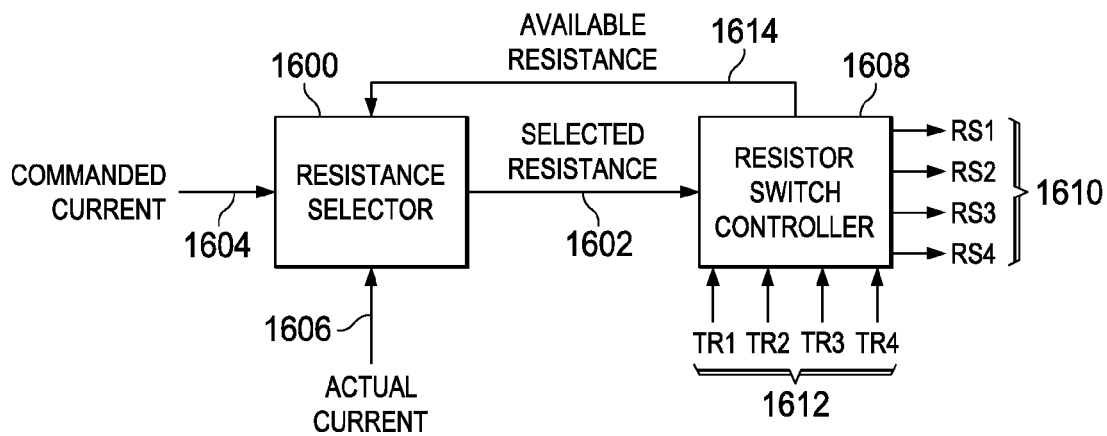 AVAILABLE
RESISTANCE
1614
1600
1608
SELECTED
RESISTANCE
COMMANDED
CURRENT
1604
RESISTANCE
SELECTOR
1602
RESISTOR
SWITCH
CONTROLLER
RS1
RS2
RS3
RS4
1610
1606
ACTUAL
CURRENT
TR1 TR2 TR3 TR4
1612